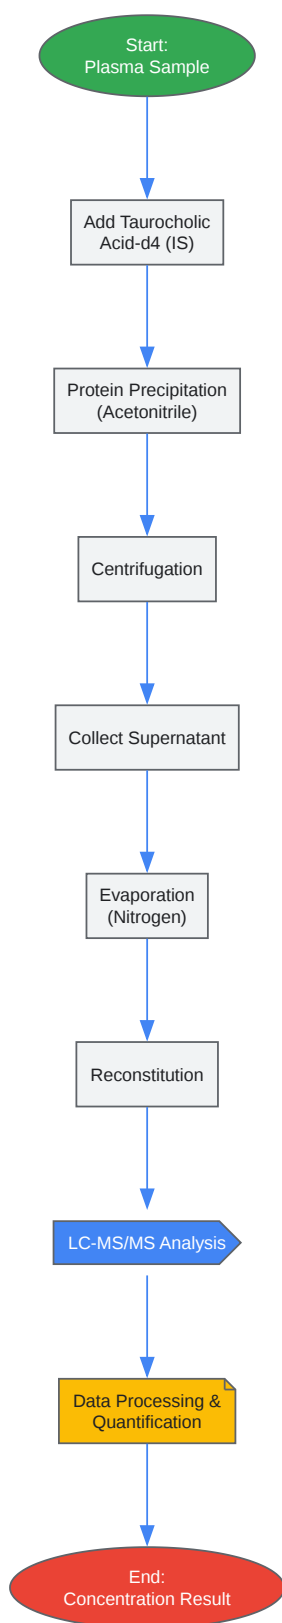 Start:
Plasma Sample
Add Taurocholic
Acid-d4 (IS)
Protein Precipitation
(Acetonitrile)
Centrifugation
Collect Supernatant
Evaporation
(Nitrogen)
Reconstitution
LC-MS/MS Analysis
Data Processing &
Quantification
End:
Concentration Result